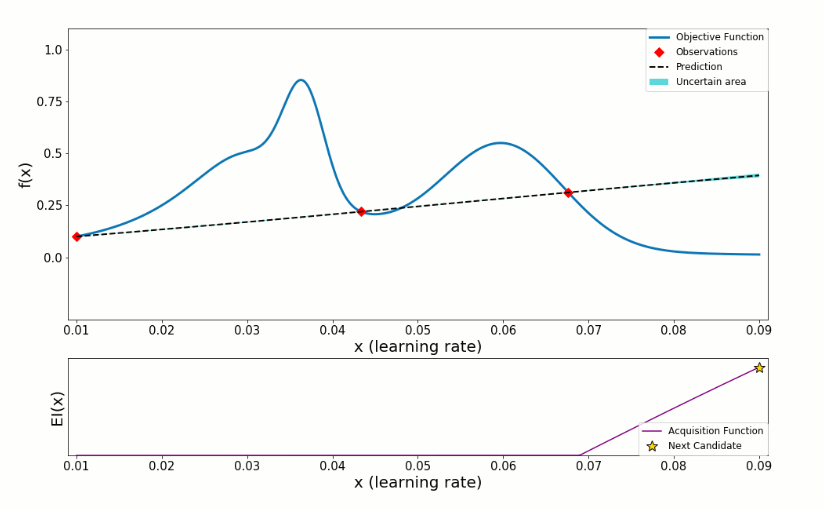 1.0
0.75
0.5
0.25
0.0
f(x)
Objective Function
Observations
Prediction
Uncertain area
0.01 0.02 0.03 0.04 0.05 0.06 0.07 0.08 0.09
x (learning rate)
EI(x)
Acquisition Function
Next Candidate
0.01 0.02 0.03 0.04 0.05 0.06 0.07 0.08 0.09
x (learning rate)